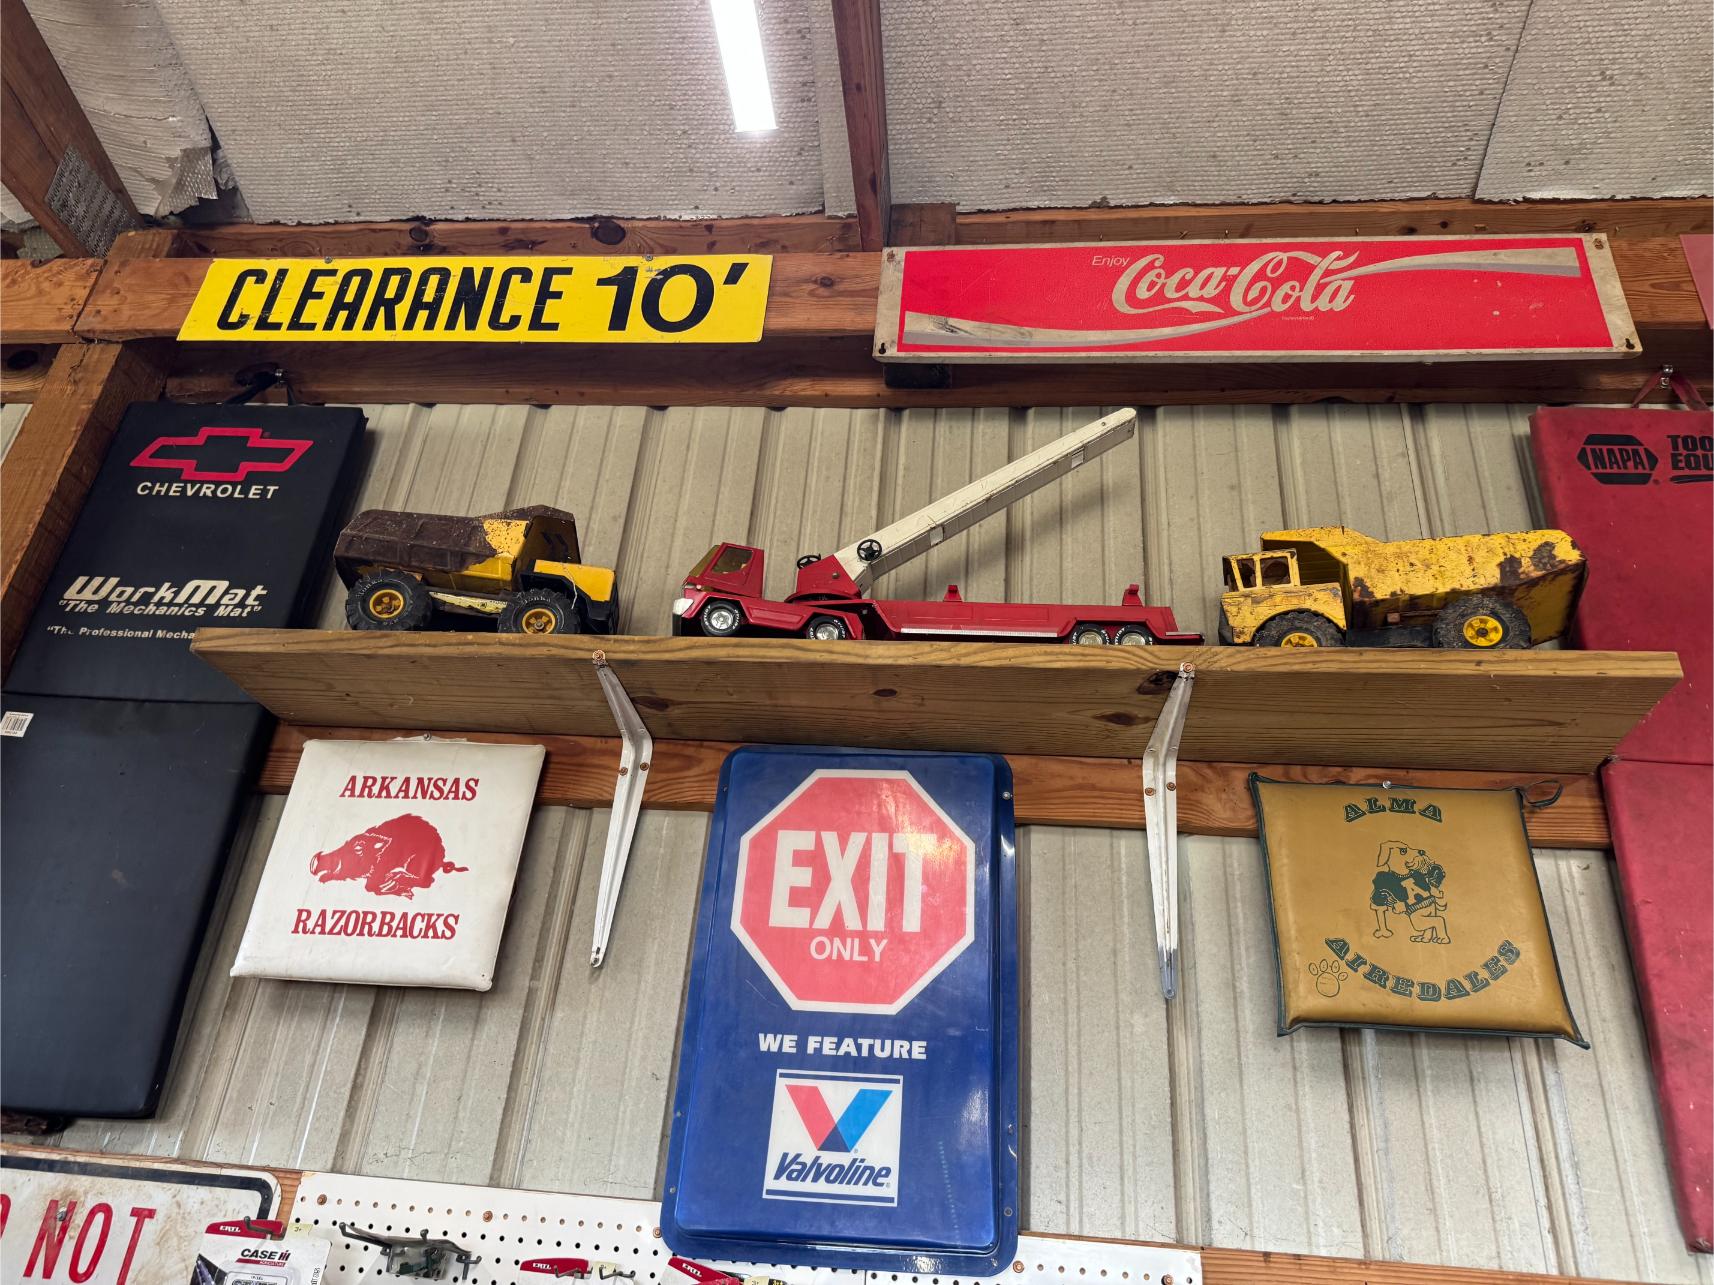 CLEARANCE 10'
Enjoy Coca-Cola
CHEVROLET
WORKMAT
"The Mechanics Mat"
NAPA
ARKANSAS
RAZORBACKS
EXIT
ONLY
WE FEATURE
Valvoline
ALMA
A
AIREDALES
NOT
ERTL
CASE IH